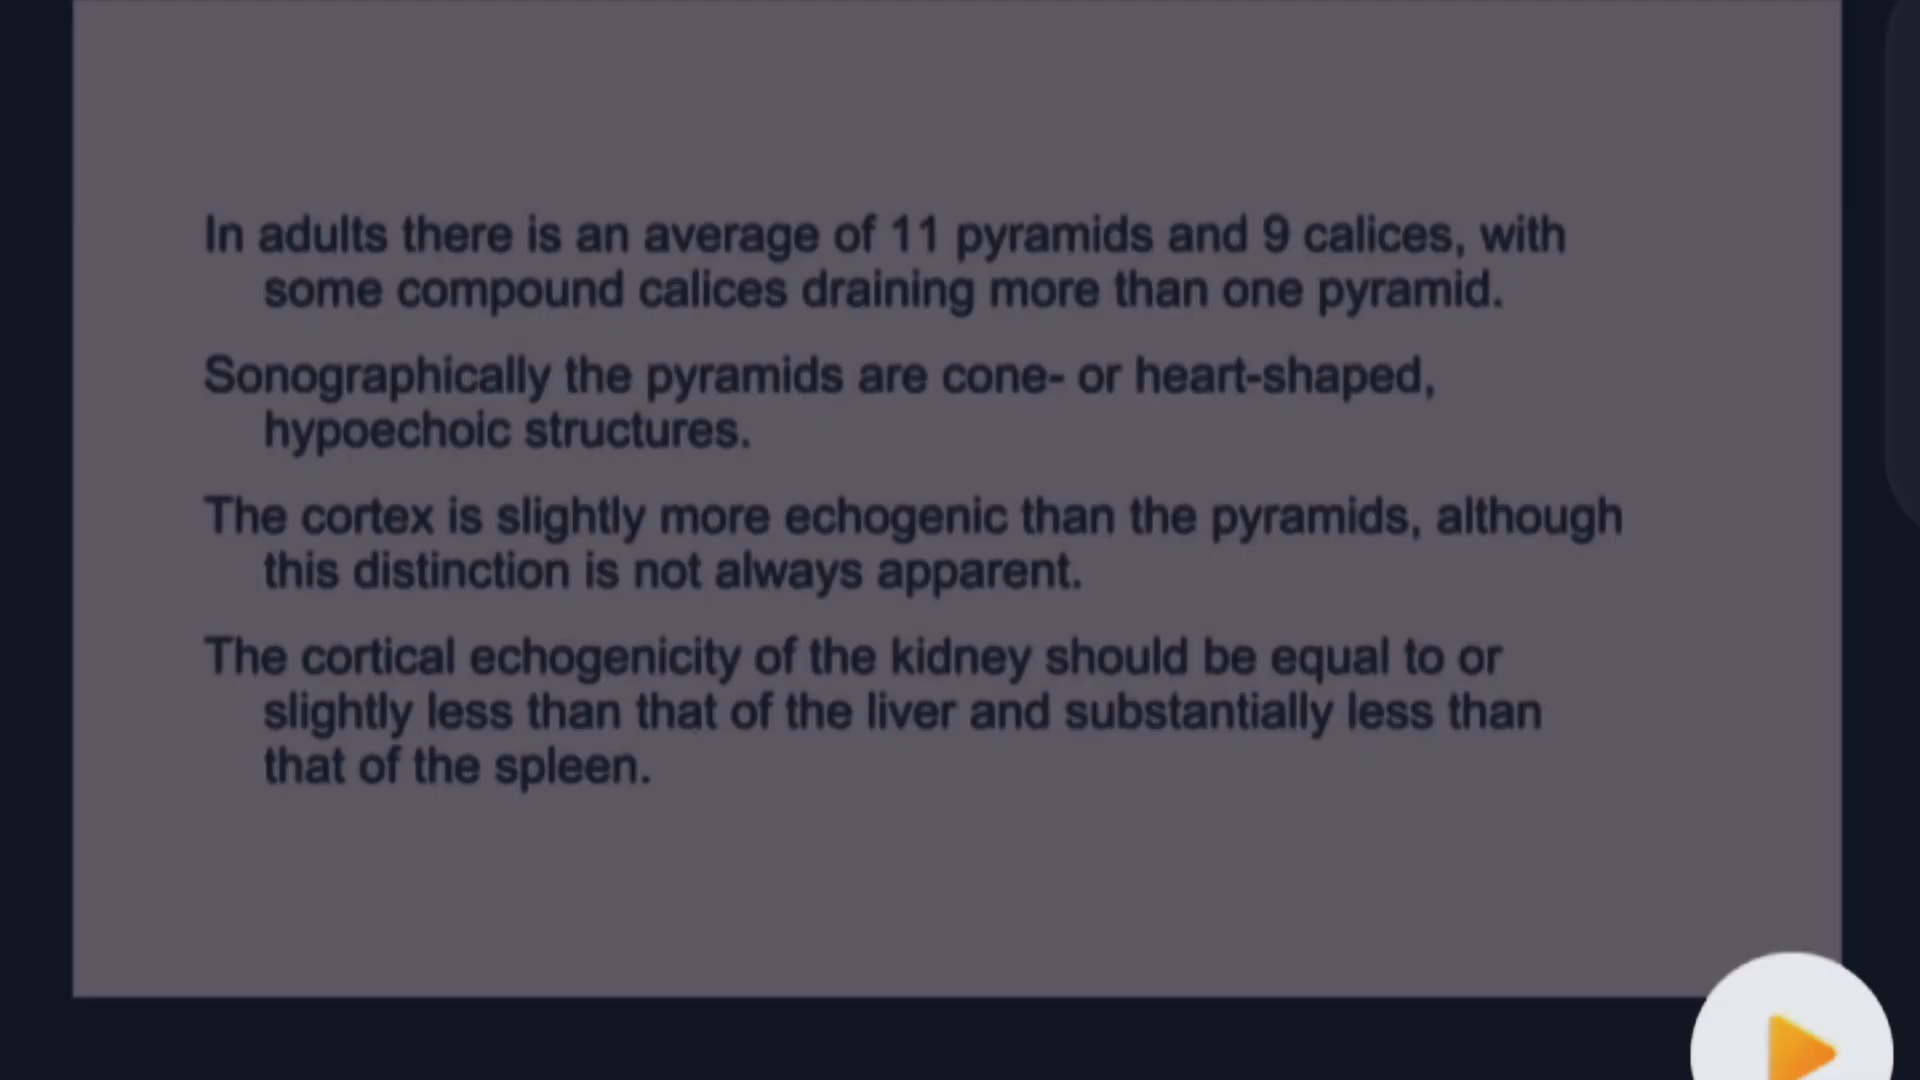 In adults there is an average of 11 pyramids and 9 calices, with
some compound calices draining more than one pyramid.
Sonographically the pyramids are cone- or heart-shaped,
hypoechoic structures.
The cortex is slightly more echogenic than the pyramids, although
this distinction is not always apparent.
The cortical echogenicity of the kidney should be equal to or
slightly less than that of the liver and substantially less than
that of the spleen.